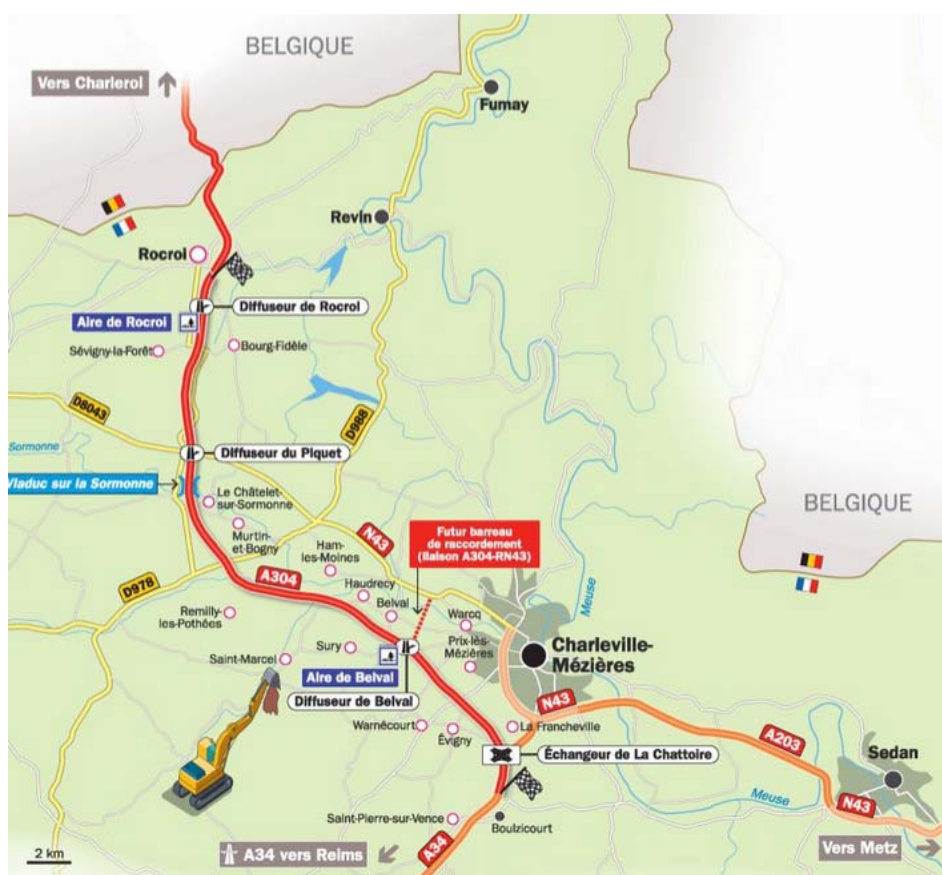 BELGIQUE
Vers Charleroi
Fumay
Revin
Rocroi
Diffuseur de Rocroi
Aire de Rocroi
Sévigny-la-Forêt
Bourg-Fidèle
D8043
D988
Sormonne
Diffuseur du Piquet
Viaduc sur la Sormonne
Le Châtelet-
sur-Sormonne
BELGIQUE
Murtin-
et-Bogny
N43
Futur barreau
de raccordement
(liaison A304-RN43)
Ham-
les-Moines
D978
A304
Haudrecy
Belval
Meuse
Remilly-
les-Pothées
Warcq
Sury
Prix-lès-
Mézières
Charleville-
Mézières
Saint-Marcel
Aire de Belval
Diffuseur de Belval
N43
Warnécourt
Évigny
La Francheville
A203
Échangeur de La Chattoire
Sedan
Meuse
N43
Saint-Pierre-sur-Vence
Boulzicourt
A34
2 km
A34 vers Reims
Vers Metz